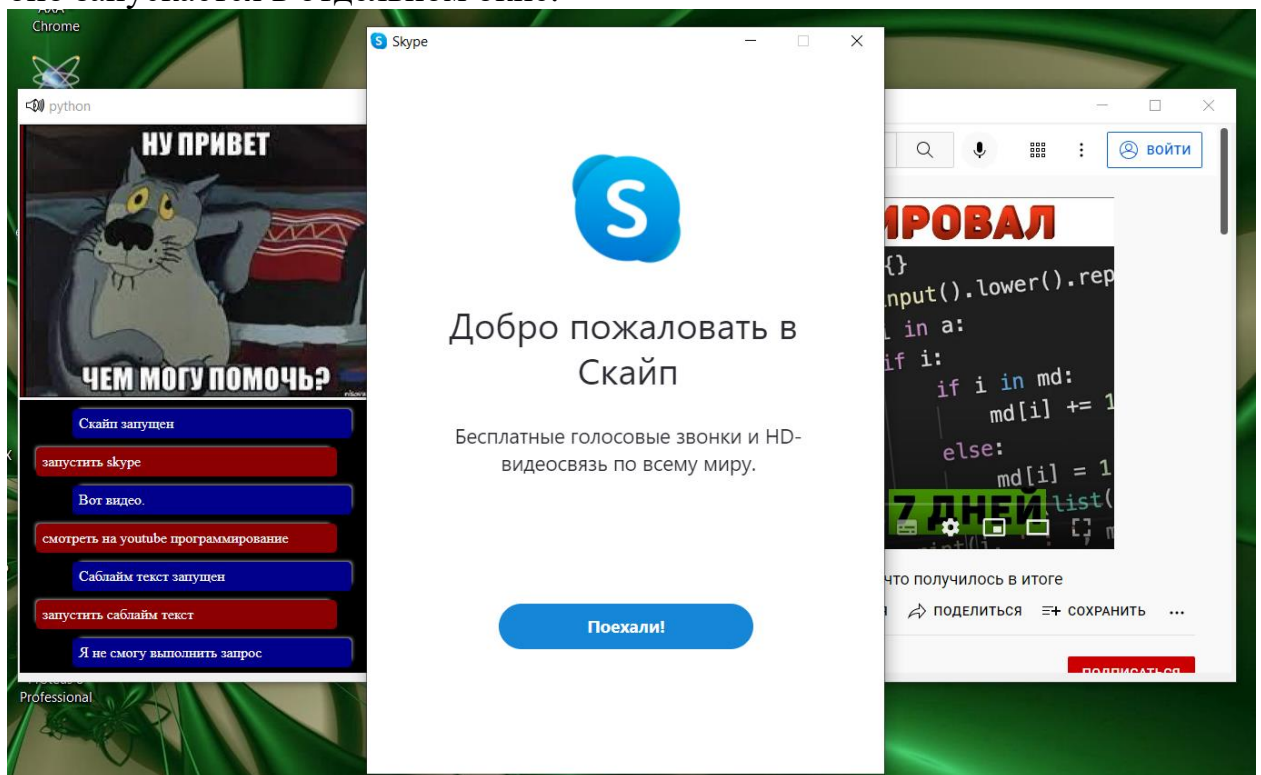 Chrome
Skype
python
НУ ПРИВЕТ
ЧЕМ МОГУ ПОМОЧЬ?
Скайп запущен
запустить skype
Вот видео.
смотреть на youtube программирование
Саблайм текст запущен
запустить саблайм текст
Я не смогу выполнить запрос
Professional
S
Добро пожаловать в
Скайп
Бесплатные голосовые звонки и HD-
видеосвязь по всему миру.
Поехали!
ВОЙТИ
ИРОВАЛ
{}
nput().lower().rep
in a:
if i:
if i in md:
md[i] += 1
else:
md[i] = 1
list(
7 ДНЕЙ
что получилось в итоге
ПОДЕЛИТЬСЯ
СОХРАНИТЬ
...
ПОДПИСАТЬСЯ